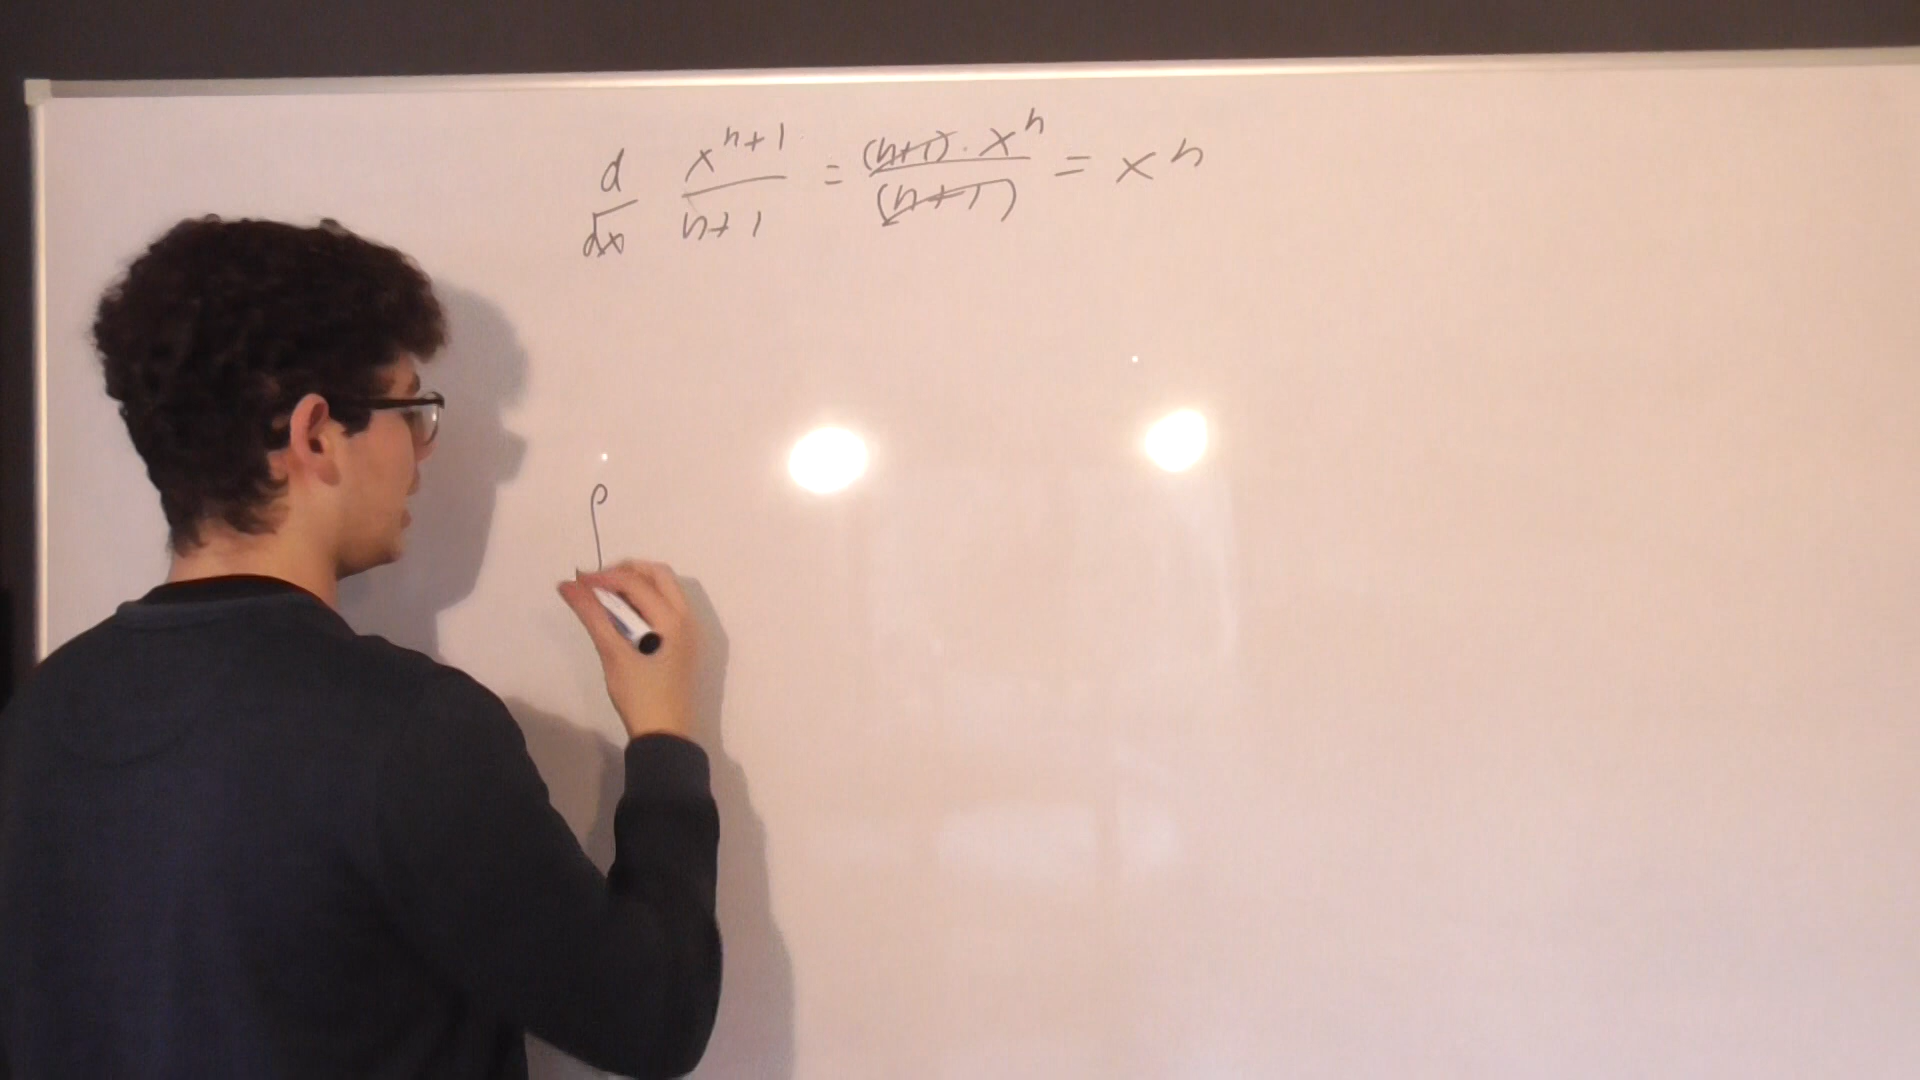 d/dx x^{n+1}/n+1 = (n+1)·x^n/(n+1) = x^n
∫